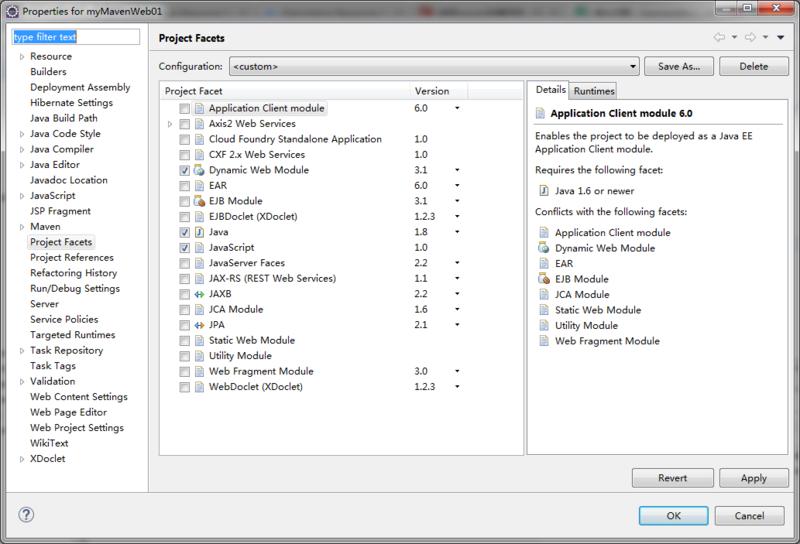 Properties for myMavenWeb01
type filter text
Resource
Builders
Deployment Assembly
Hibernate Settings
Java Build Path
Java Code Style
Java Compiler
Java Editor
Javadoc Location
JavaScript
JSP Fragment
Maven
Project Facets
Project References
Refactoring History
Run/Debug Settings
Server
Service Policies
Targeted Runtimes
Task Repository
Task Tags
Validation
Web Content Settings
Web Page Editor
Web Project Settings
WikiText
XDoclet
Project Facets
Configuration: <custom> Save As... Delete
Project Facet Version
Application Client module 6.0
Axis2 Web Services
Cloud Foundry Standalone Application 1.0
CXF 2.x Web Services 1.0
Dynamic Web Module 3.1
EAR 6.0
EJB Module 3.1
EJBDoclet (XDoclet) 1.2.3
Java 1.8
JavaScript 1.0
JavaServer Faces 2.2
JAX-RS (REST Web Services) 1.1
JAXB 2.2
JCA Module 1.6
JPA 2.1
Static Web Module
Utility Module
Web Fragment Module 3.0
WebDoclet (XDoclet) 1.2.3
Details Runtimes
Application Client module 6.0
Enables the project to be deployed as a Java EE
Application Client module.
Requires the following facet:
Java 1.6 or newer
Conflicts with the following facets:
Application Client module
Dynamic Web Module
EAR
EJB Module
JCA Module
Static Web Module
Utility Module
Web Fragment Module
Revert Apply
OK Cancel